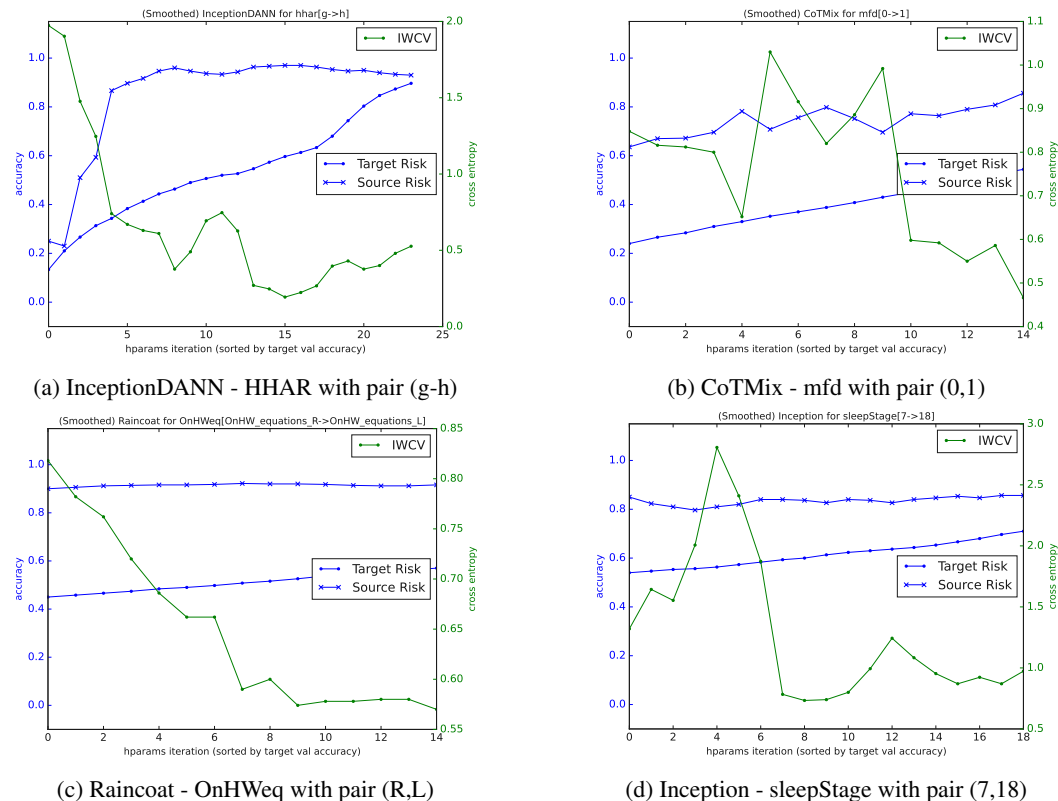 (Smoothed) InceptionDANN for hhar[g->h]
IWCV
Target Risk
Source Risk
accuracy
cross entropy
0.0
0.2
0.4
0.6
0.8
1.0
0.0
0.5
1.0
1.5
2.0
0 5 10 15 20 25
hparams iteration (sorted by target val accuracy)
(a) InceptionDANN - HHAR with pair (g-h)
(Smoothed) CoTMix for mfd[0->1]
IWCV
Target Risk
Source Risk
accuracy
cross entropy
0.0
0.2
0.4
0.6
0.8
1.0
0.4
0.5
0.6
0.7
0.8
0.9
1.0
1.1
0 2 4 6 8 10 12 14
hparams iteration (sorted by target val accuracy)
(b) CoTMix - mfd with pair (0,1)
(Smoothed) Raincoat for OnHWeq[OnHW_equations_R->OnHW_equations_L]
IWCV
Target Risk
Source Risk
accuracy
cross entropy
0.0
0.2
0.4
0.6
0.8
1.0
0.55
0.60
0.65
0.70
0.75
0.80
0.85
0 2 4 6 8 10 12 14
hparams iteration (sorted by target val accuracy)
(c) Raincoat - OnHWeq with pair (R,L)
(Smoothed) Inception for sleepStage[7->18]
IWCV
Target Risk
Source Risk
accuracy
cross entropy
0.0
0.2
0.4
0.6
0.8
1.0
0.5
1.0
1.5
2.0
2.5
3.0
0 2 4 6 8 10 12 14 16 18
hparams iteration (sorted by target val accuracy)
(d) Inception - sleepStage with pair (7,18)